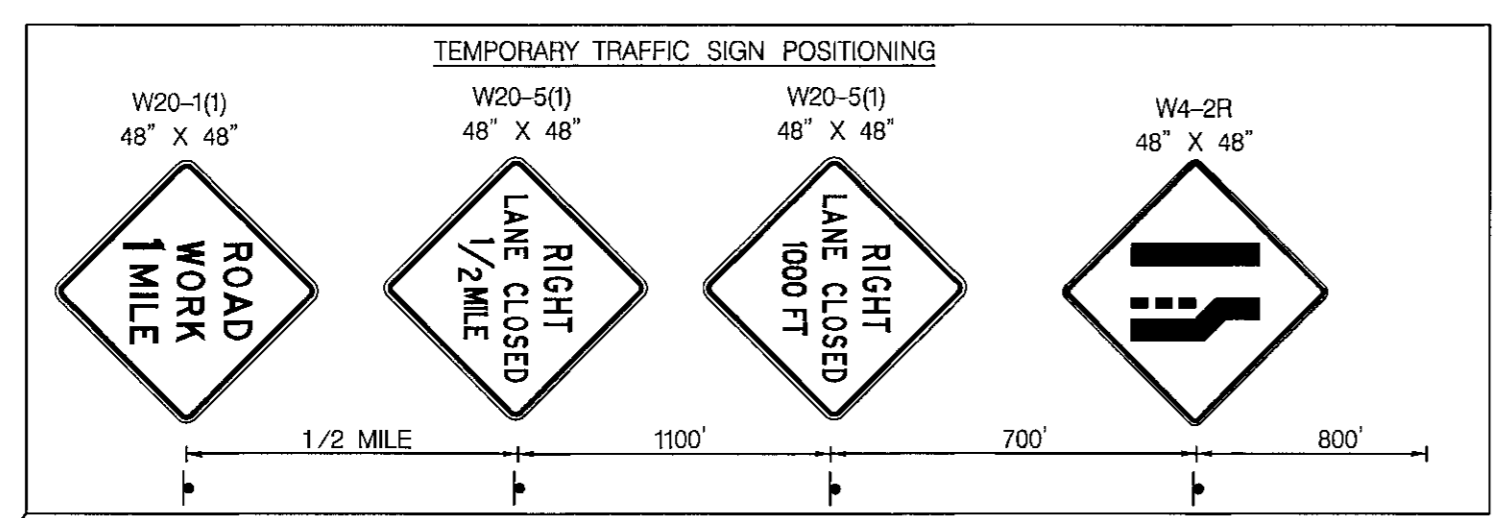 TEMPORARY TRAFFIC SIGN POSITIONING
W20-1(1)
48" X 48"
W20-5(1)
48" X 48"
W20-5(1)
48" X 48"
W4-2R
48" X 48"
ROAD
WORK
1 MILE
RIGHT
LANE CLOSED
1/2 MILE
RIGHT
LANE CLOSED
1000 FT
1/2 MILE
1100'
700'
800'